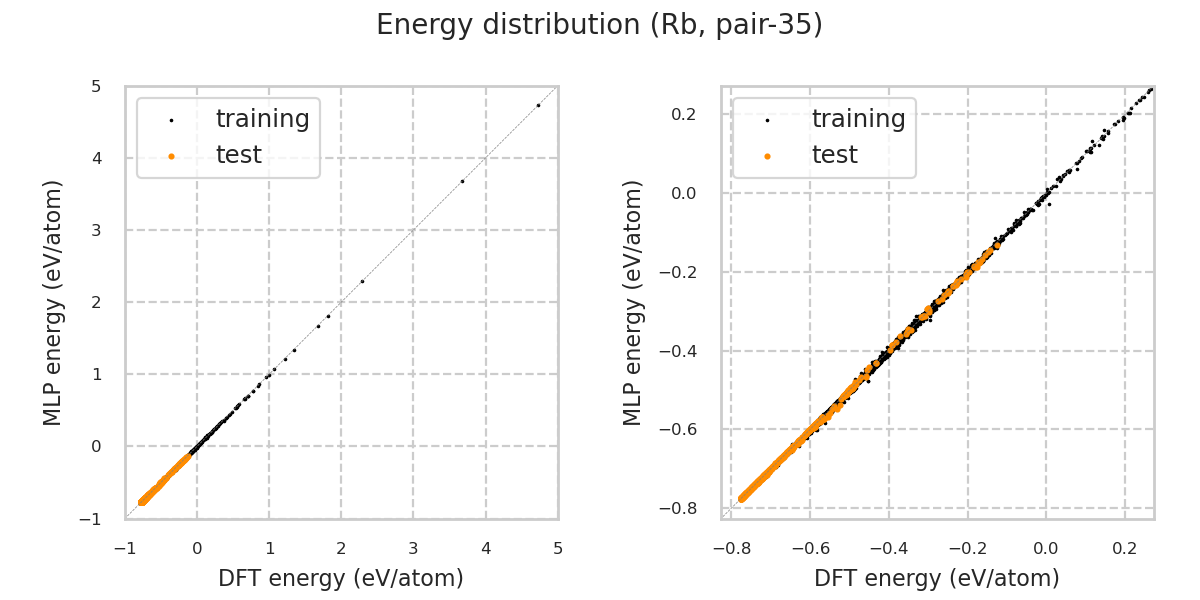 Energy distribution (Rb, pair-35)
training
test
5
4
3
2
1
0
−1
−1
0
1
2
3
4
5
MLP energy (eV/atom)
DFT energy (eV/atom)
training
test
0.2
0.0
−0.2
−0.4
−0.6
−0.8
−0.8
−0.6
−0.4
−0.2
0.0
0.2
MLP energy (eV/atom)
DFT energy (eV/atom)